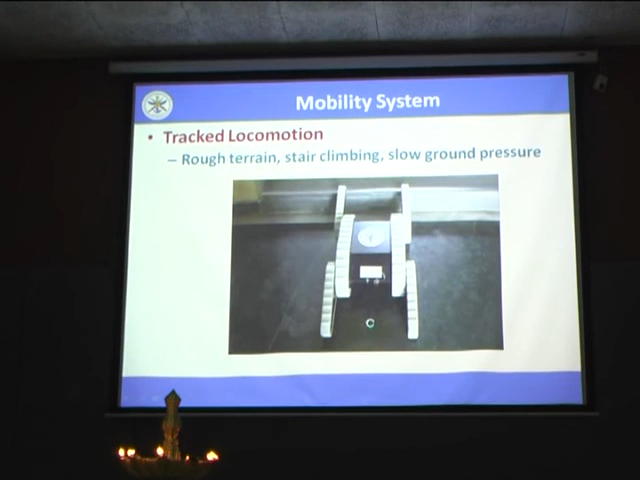 Mobility System
• Tracked Locomotion
– Rough terrain, stair climbing, slow ground pressure